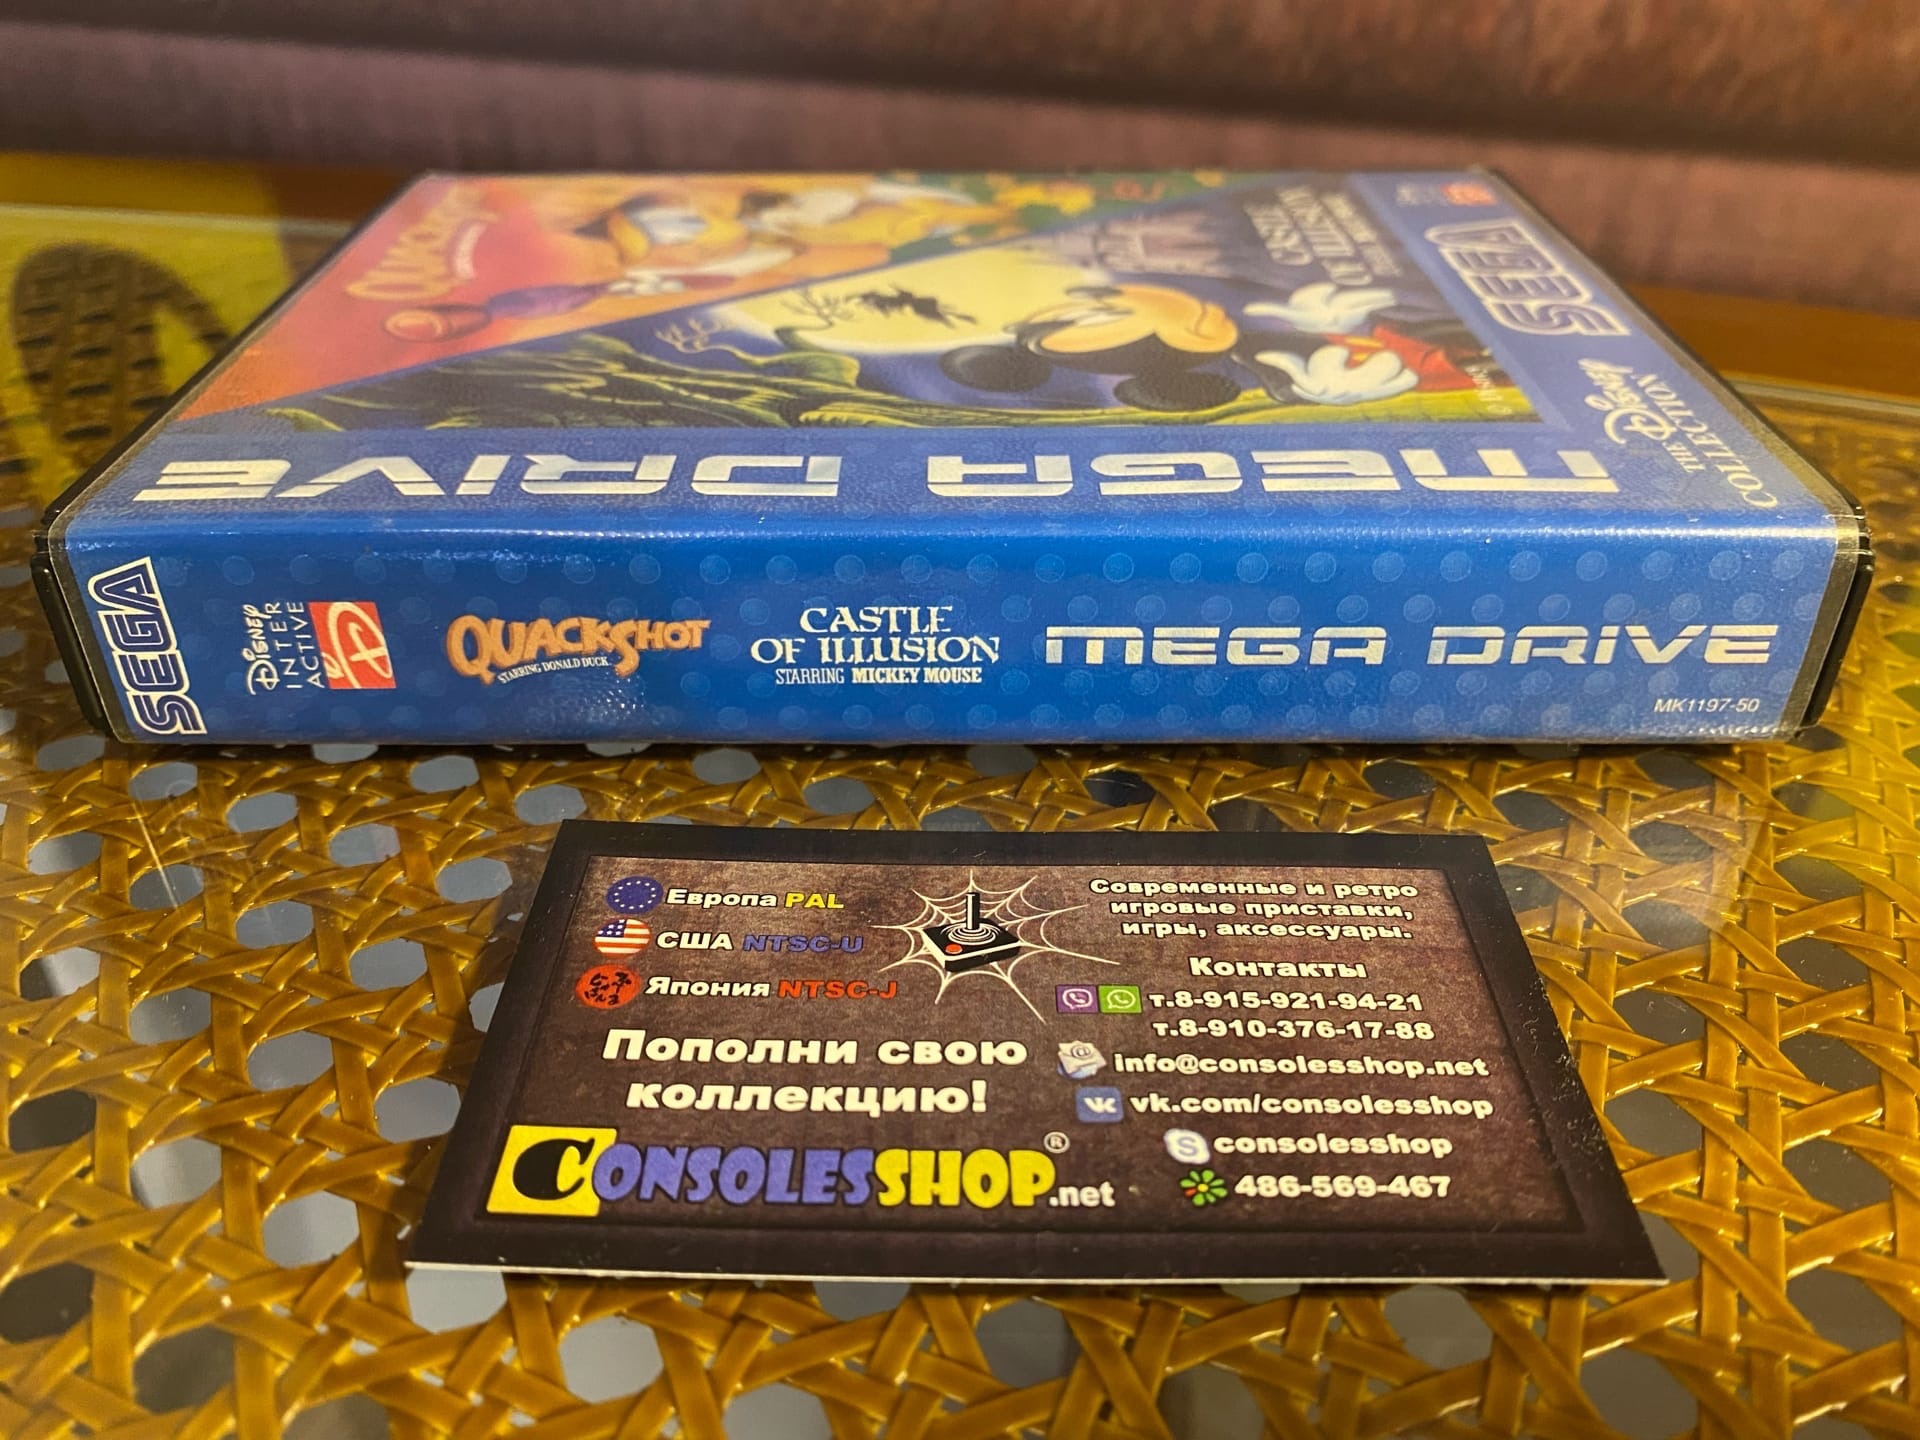 QUACKSHOT
CASTLE
OF ILLUSION
SEGA
THE Disney
COLLECTION
MEGA DRIVE
SEGA
Disney
INTER
ACTIVE
QUACKSHOT
STARRING DONALD DUCK
CASTLE
OF ILLUSION
STARRING MICKEY MOUSE
MEGA DRIVE
MK1197-50
Европа PAL
США NTSC-U
Япония NTSC-J
Пополни свою
коллекцию!
CONSOLESSHOP®.net
Современные и ретро
игровые приставки,
игры, аксессуары.
Контакты
т.8-915-921-94-21
т.8-910-376-17-88
info@consolesshop.net
vk.com/consolesshop
consolesshop
486-569-467